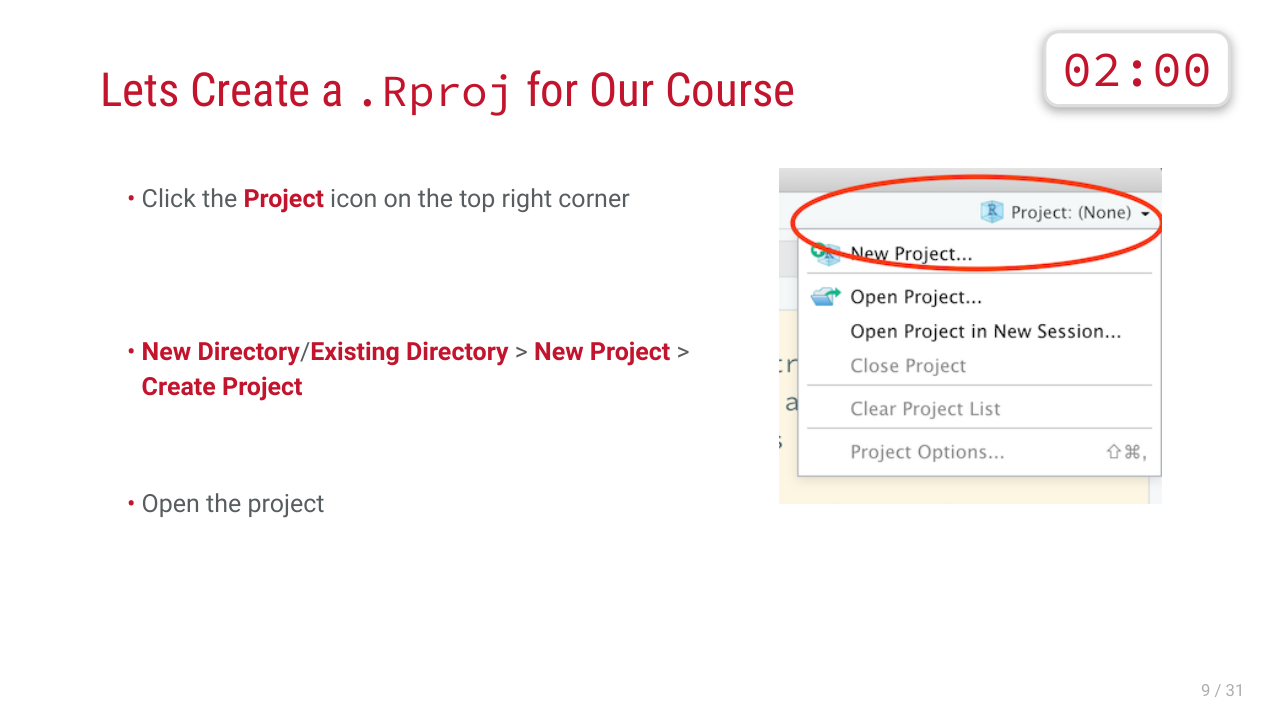 Lets Create a .Rproj for Our Course
02:00
• Click the Project icon on the top right corner
• New Directory/Existing Directory > New Project >
Create Project
• Open the project
Project: (None)
New Project...
Open Project...
Open Project in New Session...
Close Project
Clear Project List
Project Options... ⇧⌘,
tr
a
s
9 / 31